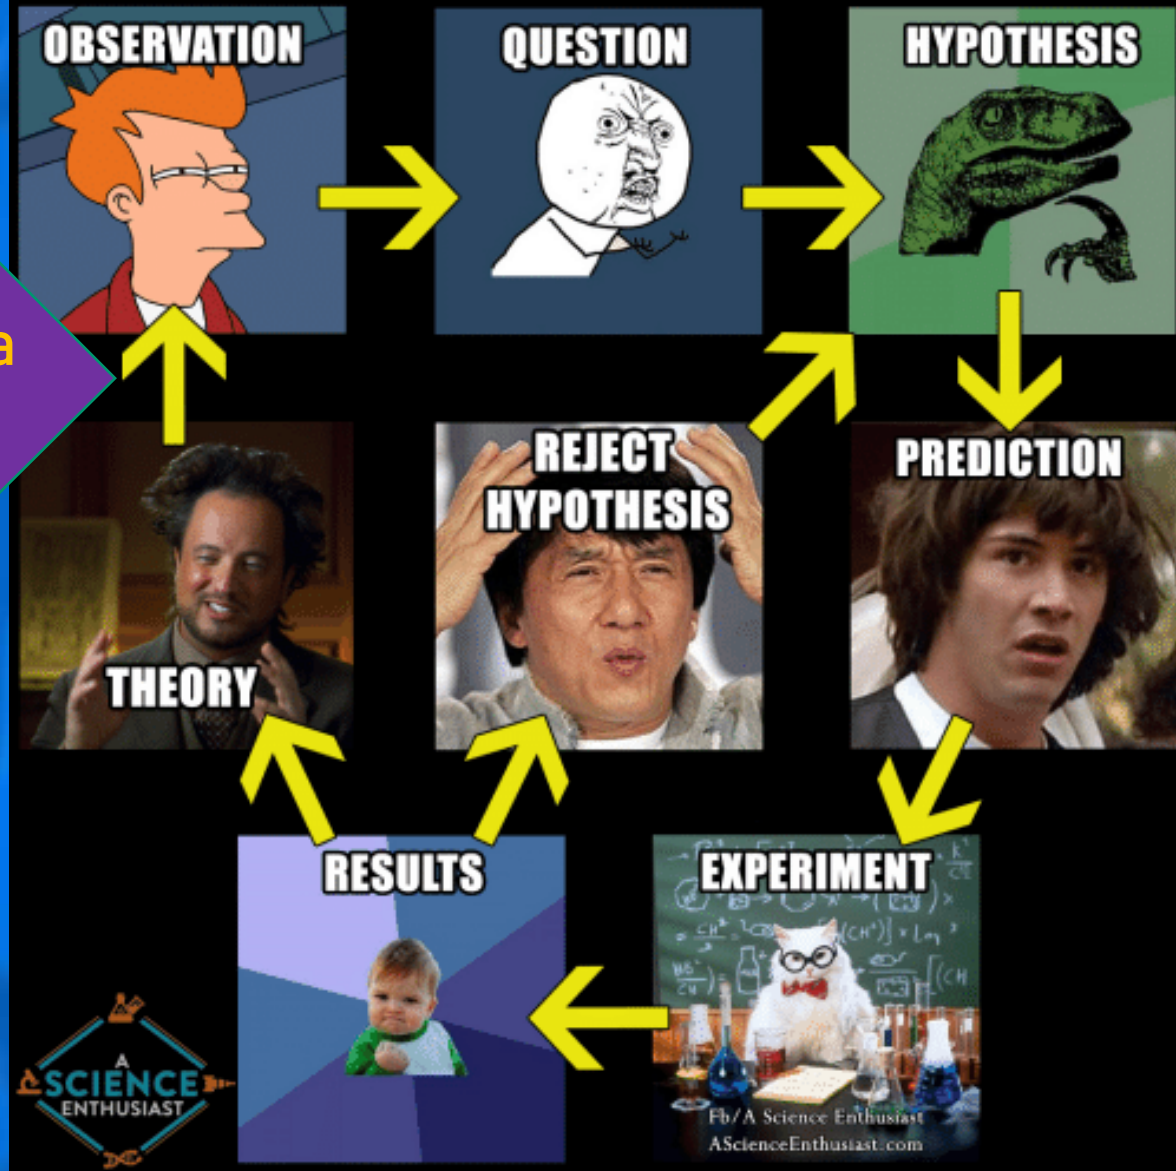 OBSERVATION
QUESTION
HYPOTHESIS
a
THEORY
REJECT
HYPOTHESIS
PREDICTION
RESULTS
EXPERIMENT
Fb/A Science Enthusiast
AScienceEnthusiast.com
A
SCIENCE
ENTHUSIAST